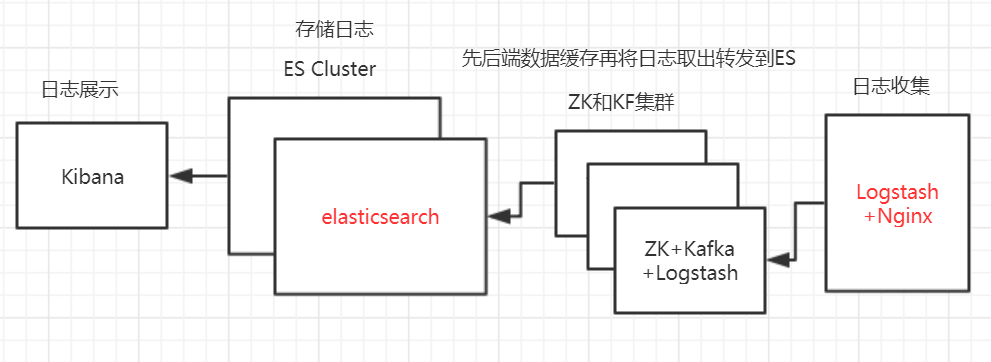 存储日志
ES Cluster
先后端数据缓存再将日志取出转发到ES
日志展示
ZK和KF集群
日志收集
Kibana
elasticsearch
ZK+Kafka
+Logstash
Logstash
+Nginx